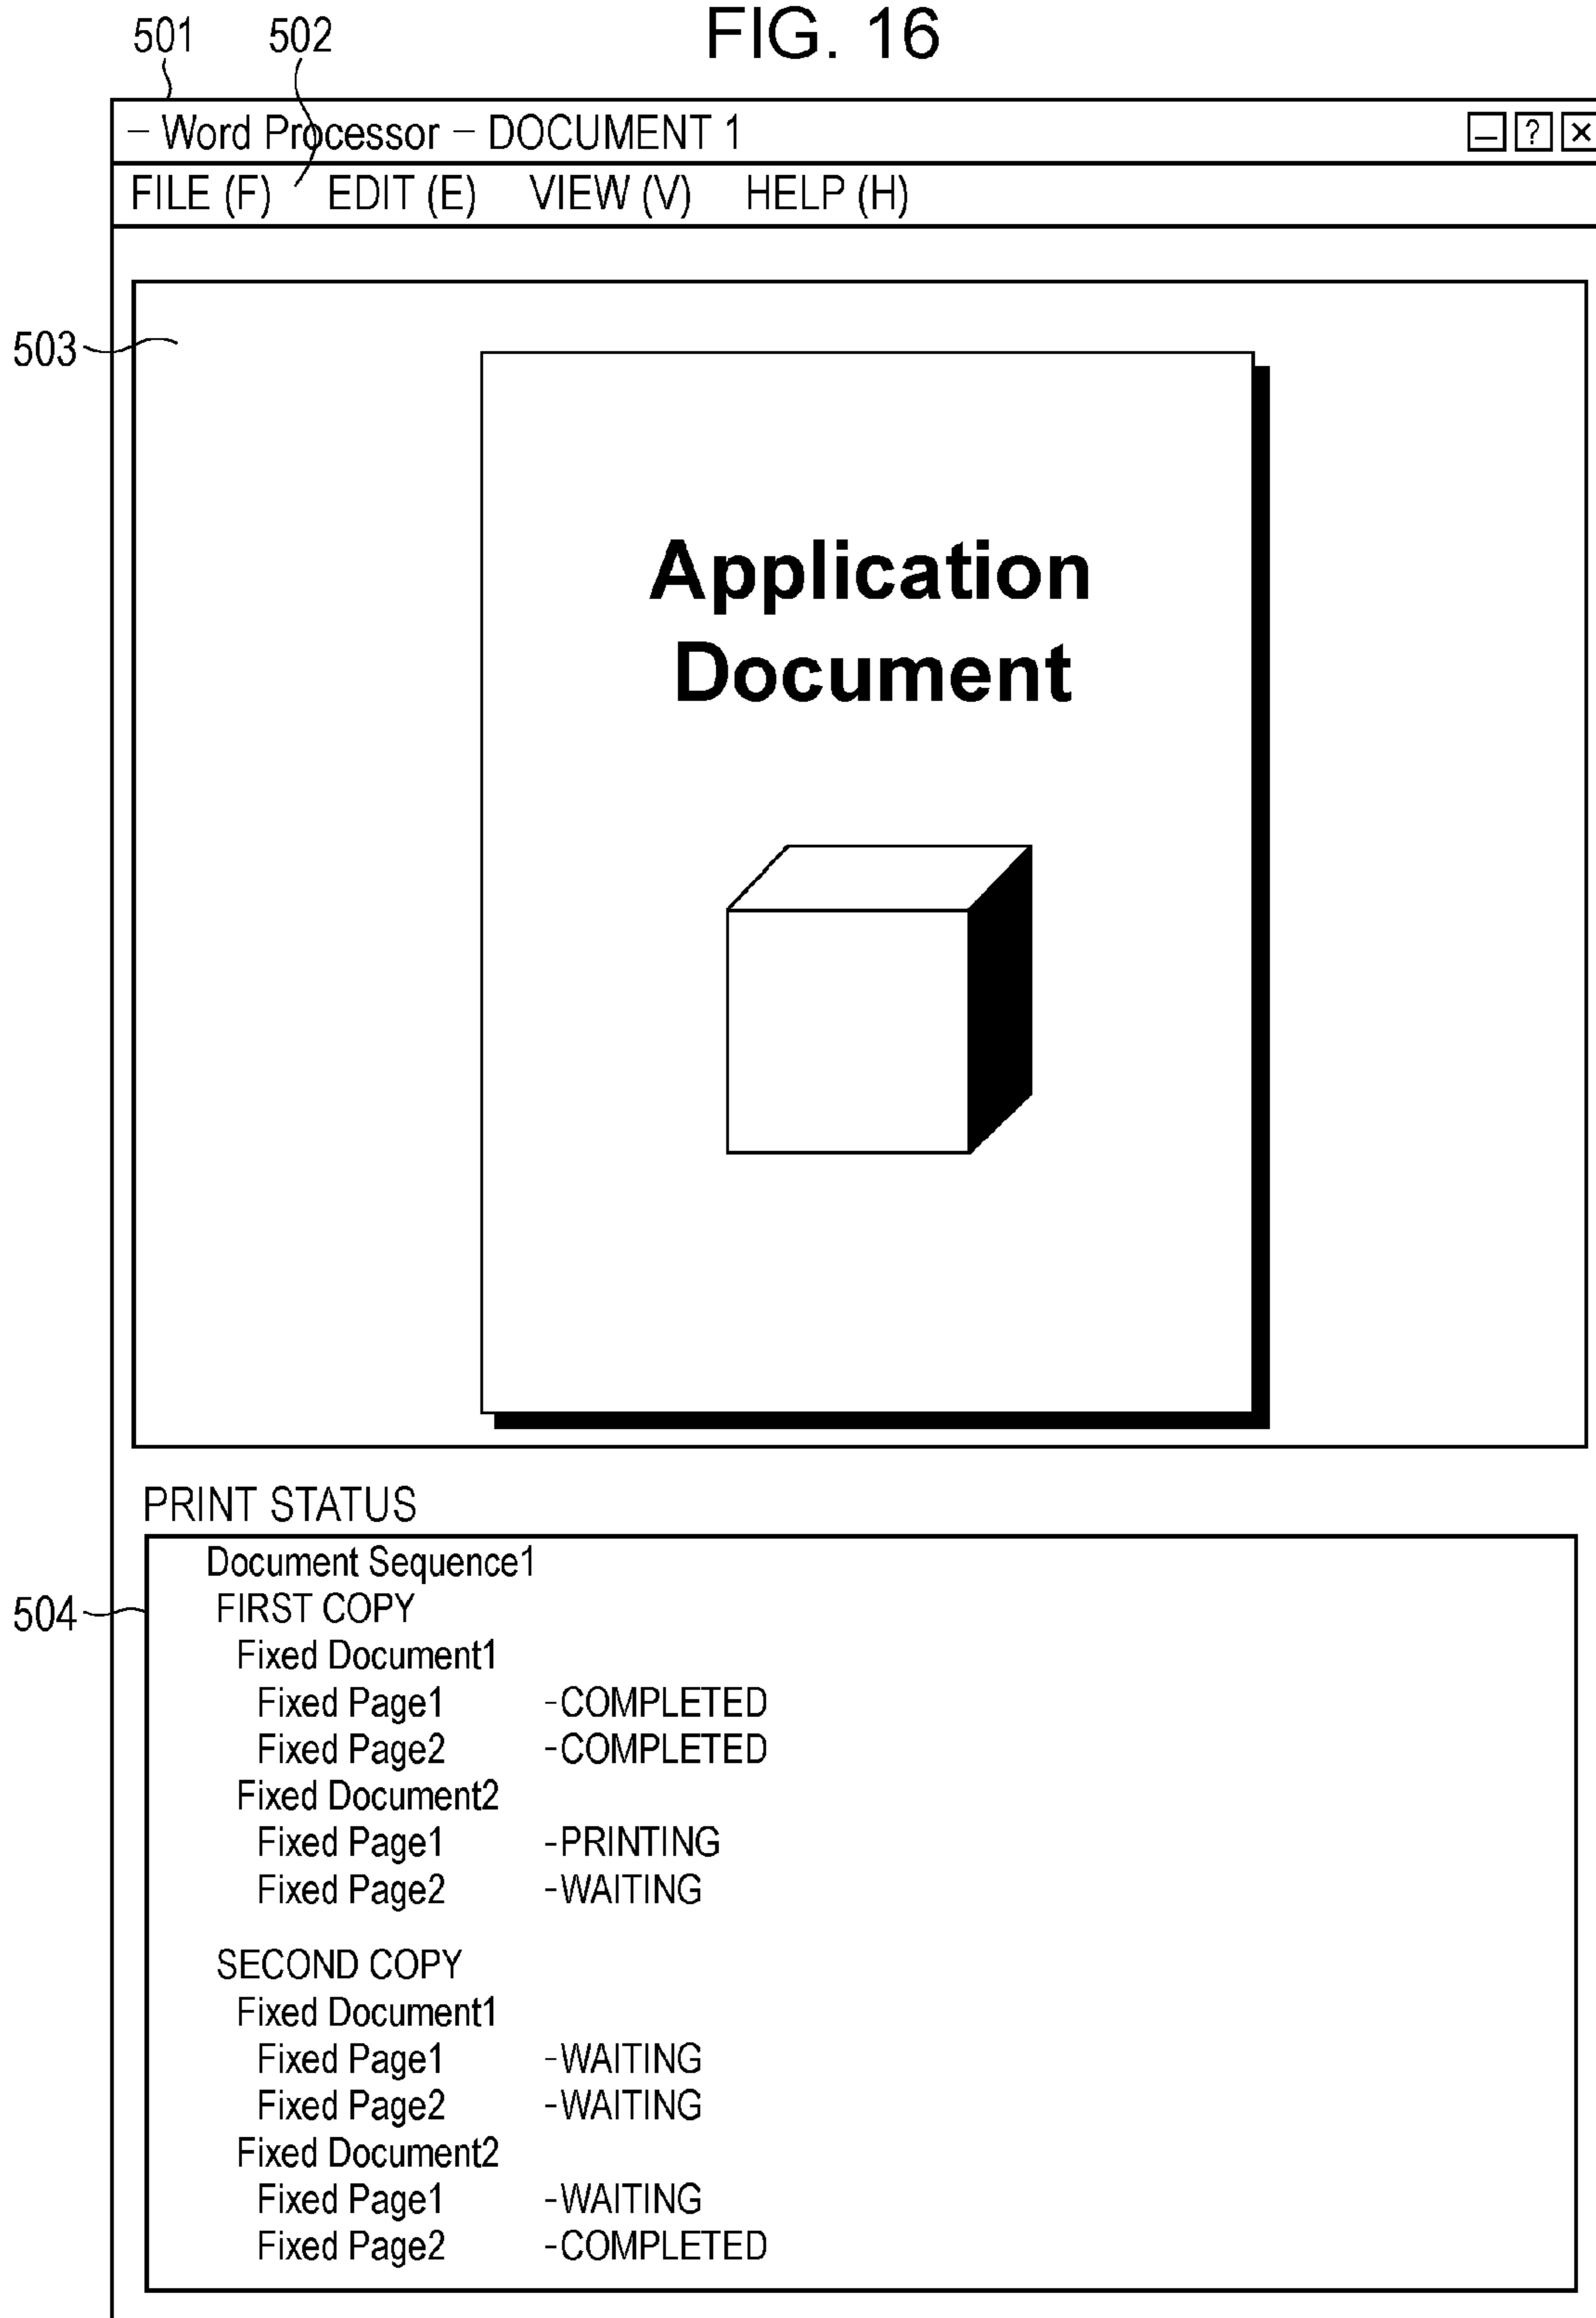 FIG. 16
501 502
– Word Processor – DOCUMENT 1 ?
FILE (F) EDIT (E) VIEW (V) HELP (H)
503
Application
Document
PRINT STATUS
504
Document Sequence1
FIRST COPY
Fixed Document1
Fixed Page1 -COMPLETED
Fixed Page2 -COMPLETED
Fixed Document2
Fixed Page1 -PRINTING
Fixed Page2 -WAITING
SECOND COPY
Fixed Document1
Fixed Page1 -WAITING
Fixed Page2 -WAITING
Fixed Document2
Fixed Page1 -WAITING
Fixed Page2 -COMPLETED